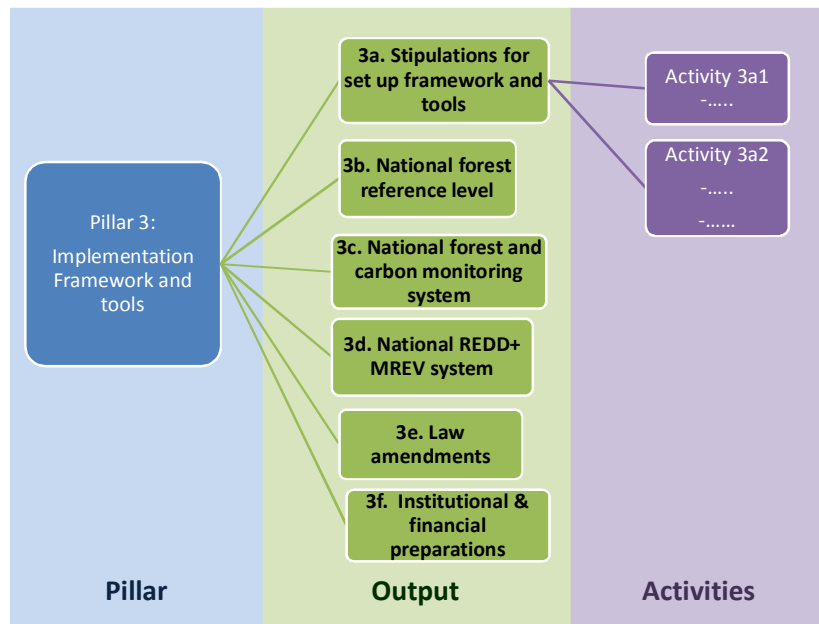 Pillar 3:
Implementation
Framework and
tools
3a. Stipulations for
set up framework and
tools
3b. National forest
reference level
3c. National forest and
carbon monitoring
system
3d. National REDD+
MREV system
3e. Law
amendments
3f. Institutional &
financial
preparations
Activity 3a1
-…..
Activity 3a2
-…..
-……
Pillar
Output
Activities